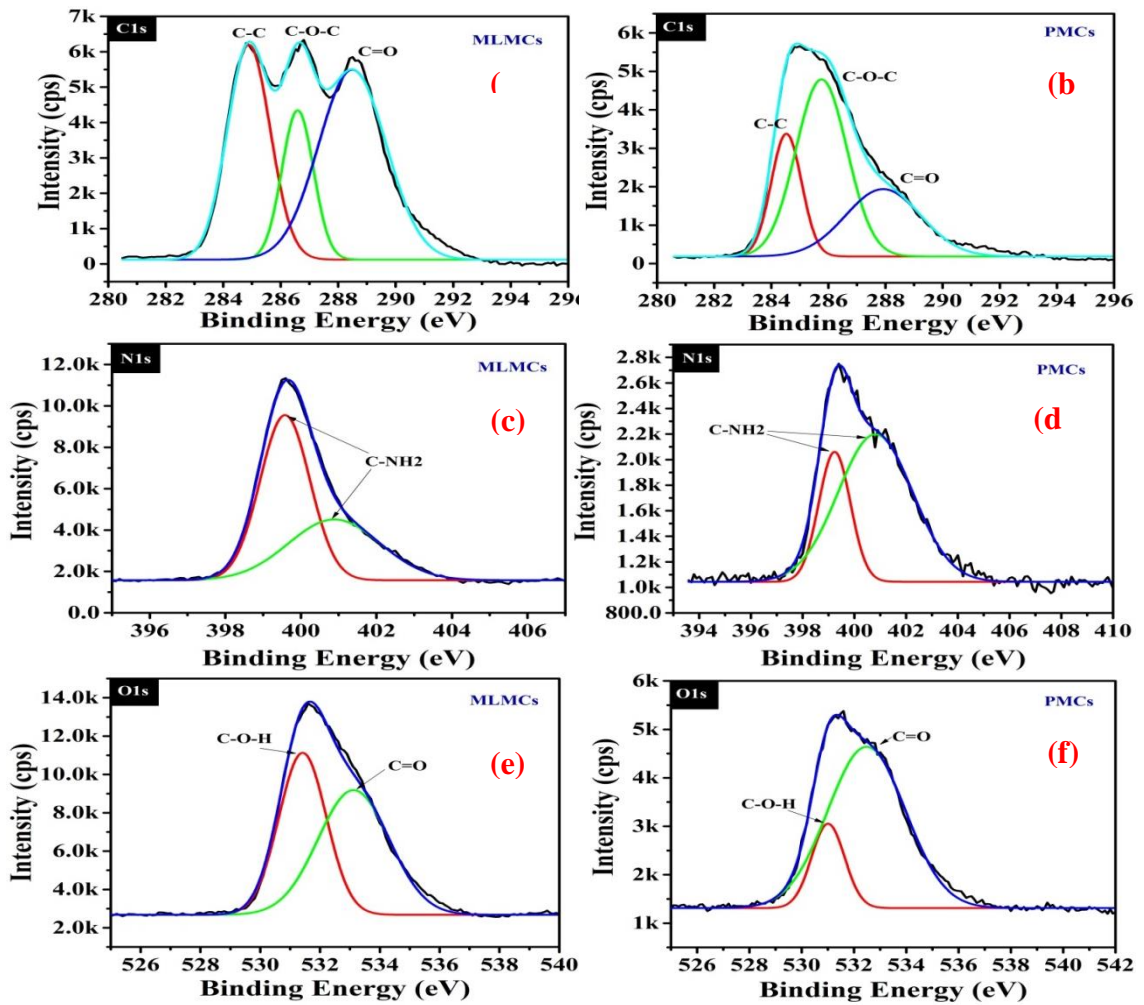 C1s
MLMCs
(
C-C
C-O-C
C=O
7k
6k
5k
4k
3k
2k
1k
0
Intensity (cps)
280 282 284 286 288 290 292 294 296
Binding Energy (eV)
C1s
PMCs
(b
C-C
C-O-C
C=O
6k
5k
4k
3k
2k
1k
0
Intensity (cps)
280 282 284 286 288 290 292 294 296
Binding Energy (eV)
N1s
MLMCs
(c)
C-NH2
12.0k
10.0k
8.0k
6.0k
4.0k
2.0k
0.0
Intensity (cps)
396 398 400 402 404 406
Binding Energy (eV)
N1s
PMCs
(d
C-NH2
2.8k
2.6k
2.2k
2.0k
1.8k
1.6k
1.4k
1.2k
1.0k
800.0
Intensity (cps)
394 396 399 400 402 404 406 408 410
Binding Energy (eV)
O1s
MLMCs
(e)
C-O-H
C=O
14.0k
12.0k
10.0k
8.0k
6.0k
4.0k
2.0k
Intensity (cps)
526 528 530 532 534 536 538 540
Binding Energy (eV)
O1s
PMCs
(f)
C-O-H
C=O
6k
5k
4k
3k
2k
1k
Intensity (cps)
526 528 530 532 534 536 538 540 542
Binding Energy (eV)